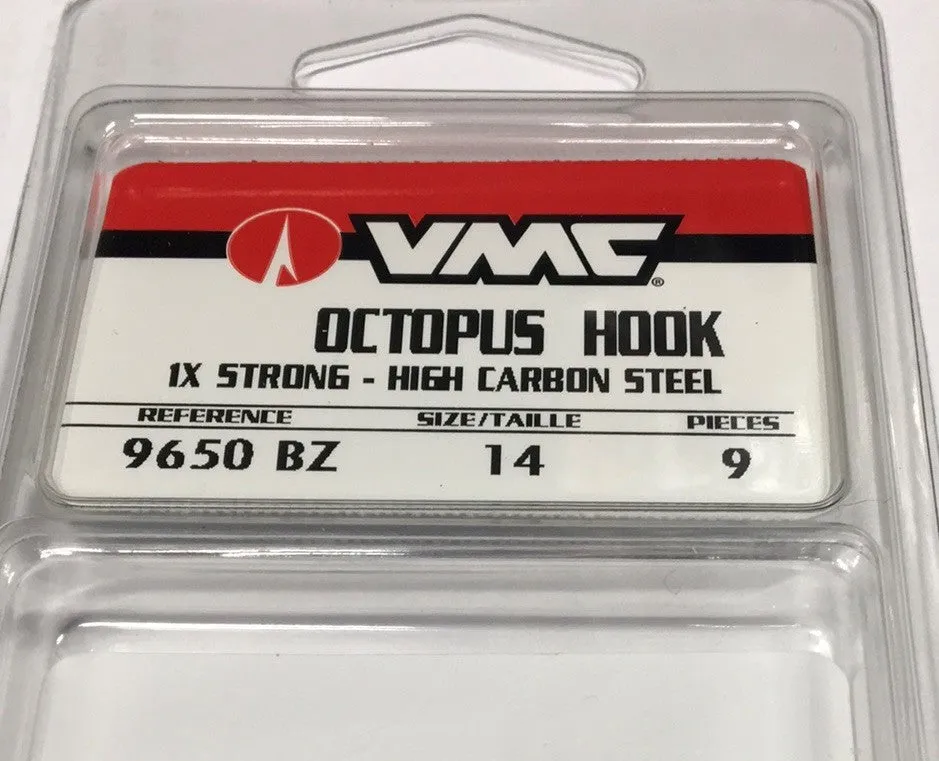 VMC®
OCTOPUS HOOK
1X STRONG - HIGH CARBON STEEL
REFERENCE SIZE/TAILLE PIECES
9650 BZ 14 9